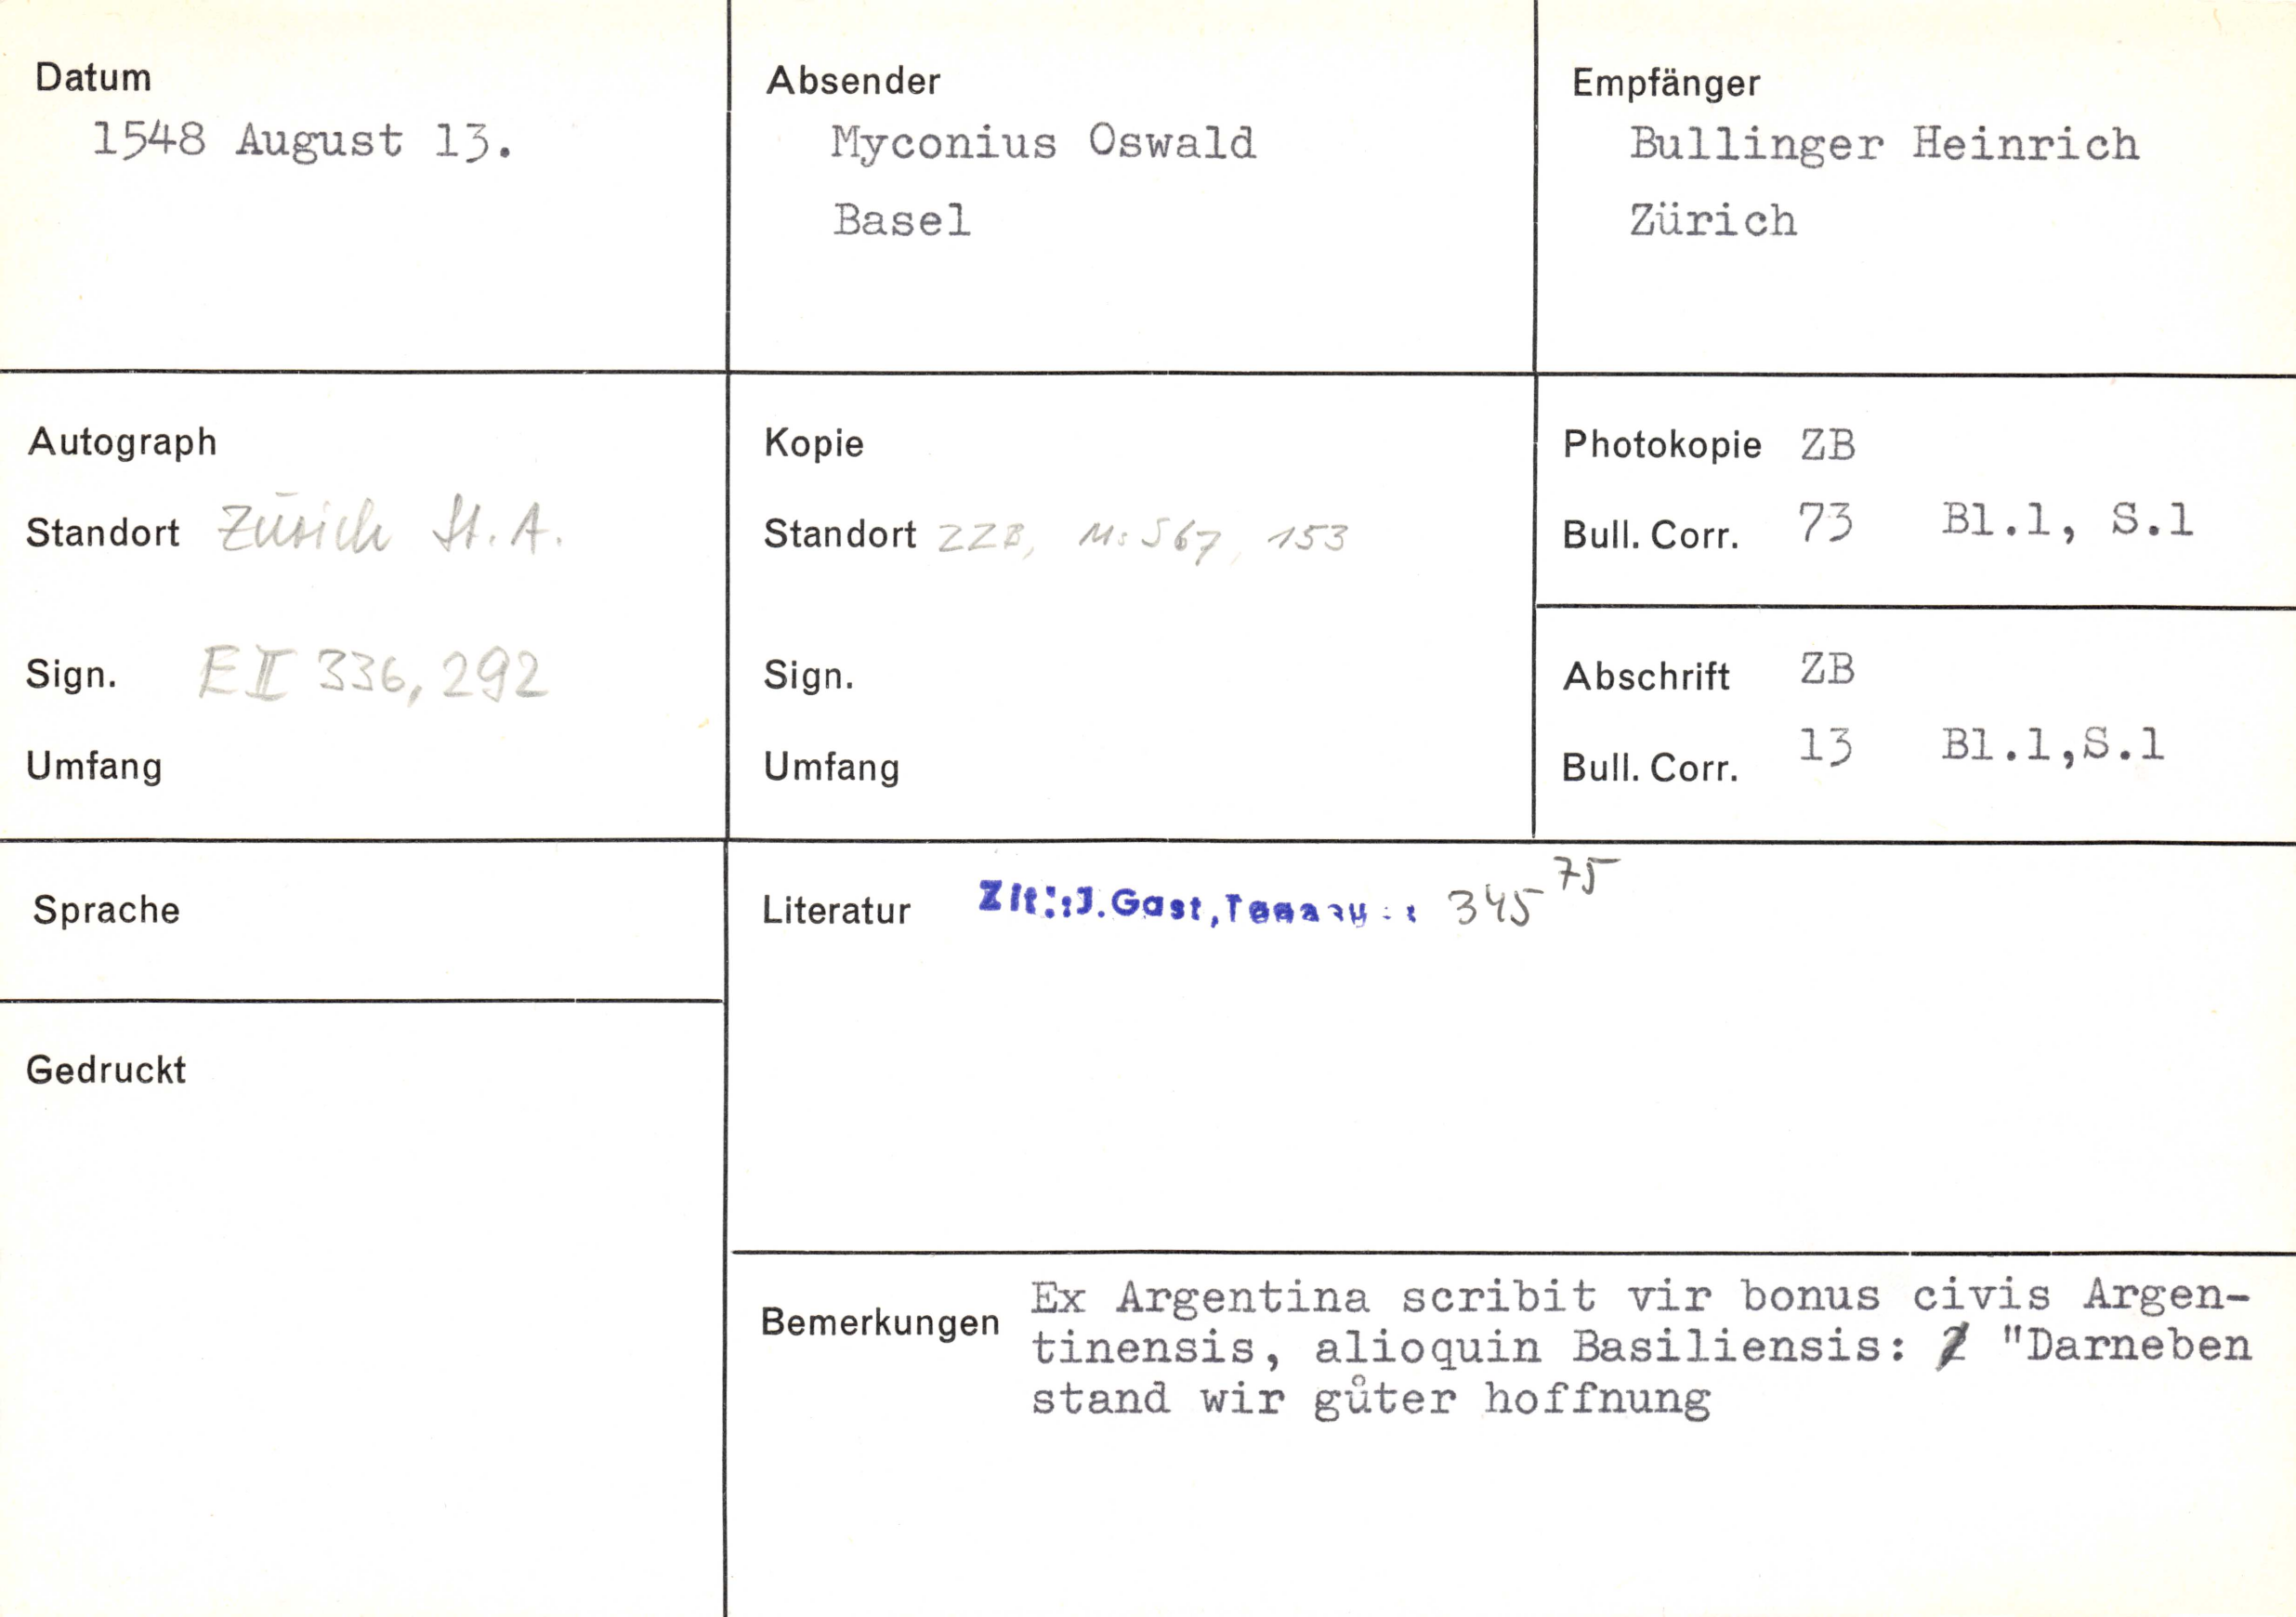 Datum
1548 August 13.
Absender
Myconius Oswald
Basel
Empfänger
Bullinger Heinrich
Zürich
Autograph
Standort Zürich St. A.
Sign. E II 336, 292
Umfang
Kopie
Standort ZZB, Ms S 67, 153
Sign.
Umfang
Photokopie ZB
Bull. Corr. 73 Bl.1, S.1
Abschrift ZB
Bull. Corr. 13 Bl.1,S.1
Sprache
Gedruckt
Literatur Zit.: J. Gast, 345 75
Bemerkungen Ex Argentina scribit vir bonus civis Argen-
tinensis, alioquin Basiliensis: "Darneben
stand wir gůter hoffnung